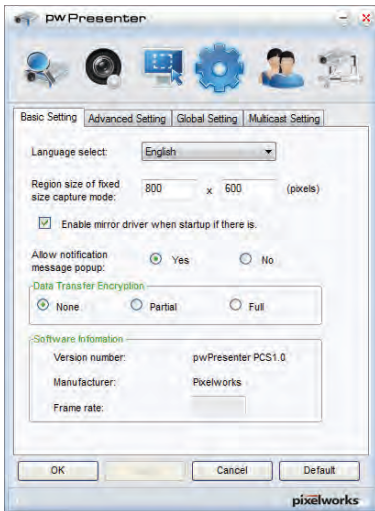 pwPresenter
Basic Setting Advanced Setting Global Setting Multicast Setting
Language select: English
Region size of fixed
size capture mode: 800 x 600 (pixels)
Enable mirror driver when startup if there is.
Allow notification
message popup: Yes No
Data Transfer Encryption
None Partial Full
Software Infomation
Version number: pwPresenter PCS1.0
Manufacturer: Pixelworks
Frame rate:
OK Cancel Default
pixelworks